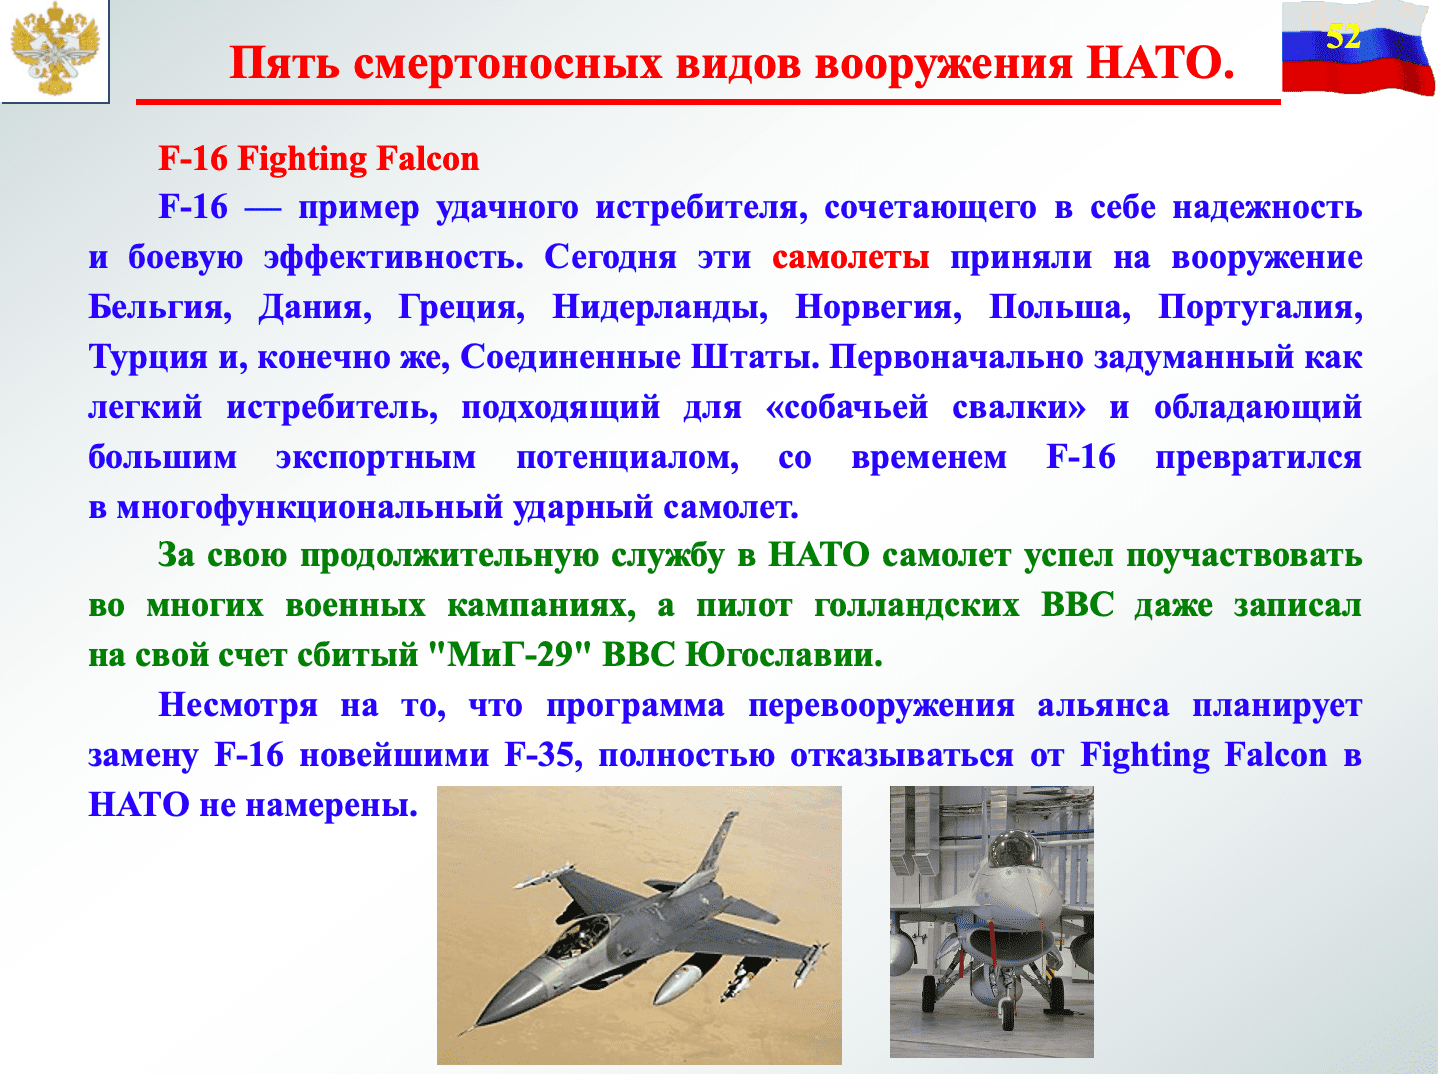 52
Пять смертоносных видов вооружения НАТО.
F-16 Fighting Falcon
F-16 — пример удачного истребителя, сочетающего в себе надежность
и боевую эффективность. Сегодня эти самолеты приняли на вооружение
Бельгия, Дания, Греция, Нидерланды, Норвегия, Польша, Португалия,
Турция и, конечно же, Соединенные Штаты. Первоначально задуманный как
легкий истребитель, подходящий для «собачьей свалки» и обладающий
большим экспортным потенциалом, со временем F-16 превратился
в многофункциональный ударный самолет.
За свою продолжительную службу в НАТО самолет успел поучаствовать
во многих военных кампаниях, а пилот голландских ВВС даже записал
на свой счет сбитый "МиГ-29" ВВС Югославии.
Несмотря на то, что программа перевооружения альянса планирует
замену F-16 новейшими F-35, полностью отказываться от Fighting Falcon в
НАТО не намерены.